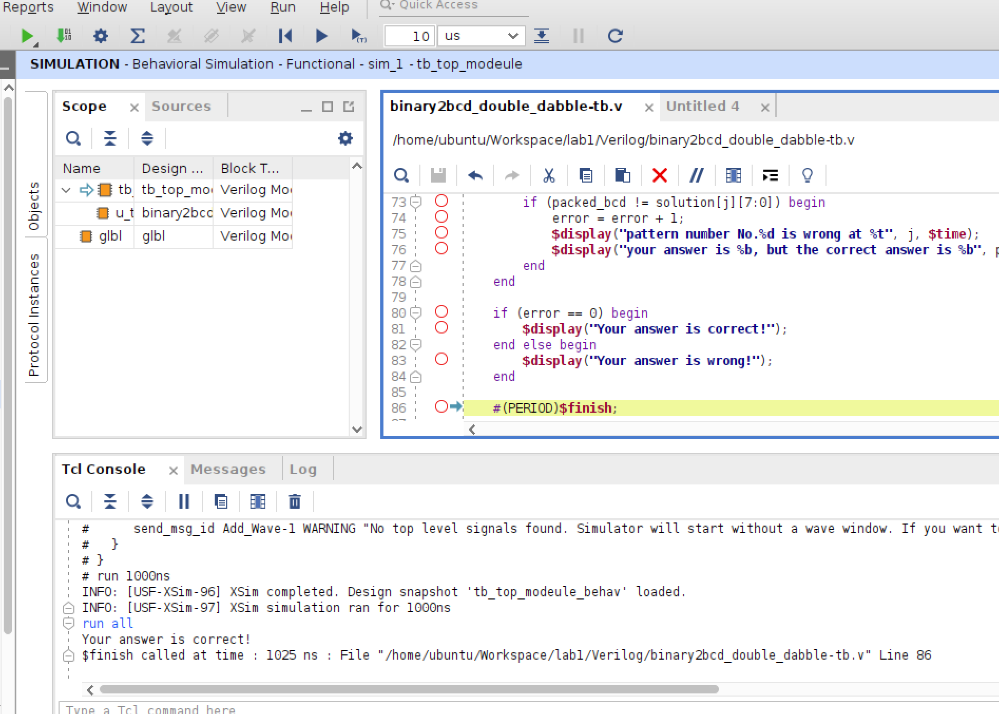 Reports Window Layout View Run Help Quick Access
10 us
SIMULATION - Behavioral Simulation - Functional - sim_1 - tb_top_modeule
Objects
Protocol Instances
Scope Sources
Name Design ... Block T...
tb_ tb_top_mo Verilog Mo
u_t binary2bcd Verilog Mo
glbl glbl Verilog Mo
binary2bcd_double_dabble-tb.v Untitled 4
/home/ubuntu/Workspace/lab1/Verilog/binary2bcd_double_dabble-tb.v
73 if (packed_bcd != solution[j][7:0]) begin
74 error = error + 1;
75 $display("pattern number No.%d is wrong at %t", j, $time);
76 $display("your answer is %b, but the correct answer is %b", p
77 end
78 end
79
80 if (error == 0) begin
81 $display("Your answer is correct!");
82 end else begin
83 $display("Your answer is wrong!");
84 end
85
86 #(PERIOD)$finish;
Tcl Console Messages Log
# send_msg_id Add_Wave-1 WARNING "No top level signals found. Simulator will start without a wave window. If you want to
# }
# }
# run 1000ns
INFO: [USF-XSim-96] XSim completed. Design snapshot 'tb_top_modeule_behav' loaded.
INFO: [USF-XSim-97] XSim simulation ran for 1000ns
run all
Your answer is correct!
$finish called at time : 1025 ns : File "/home/ubuntu/Workspace/lab1/Verilog/binary2bcd_double_dabble-tb.v" Line 86
Type a Tcl command here